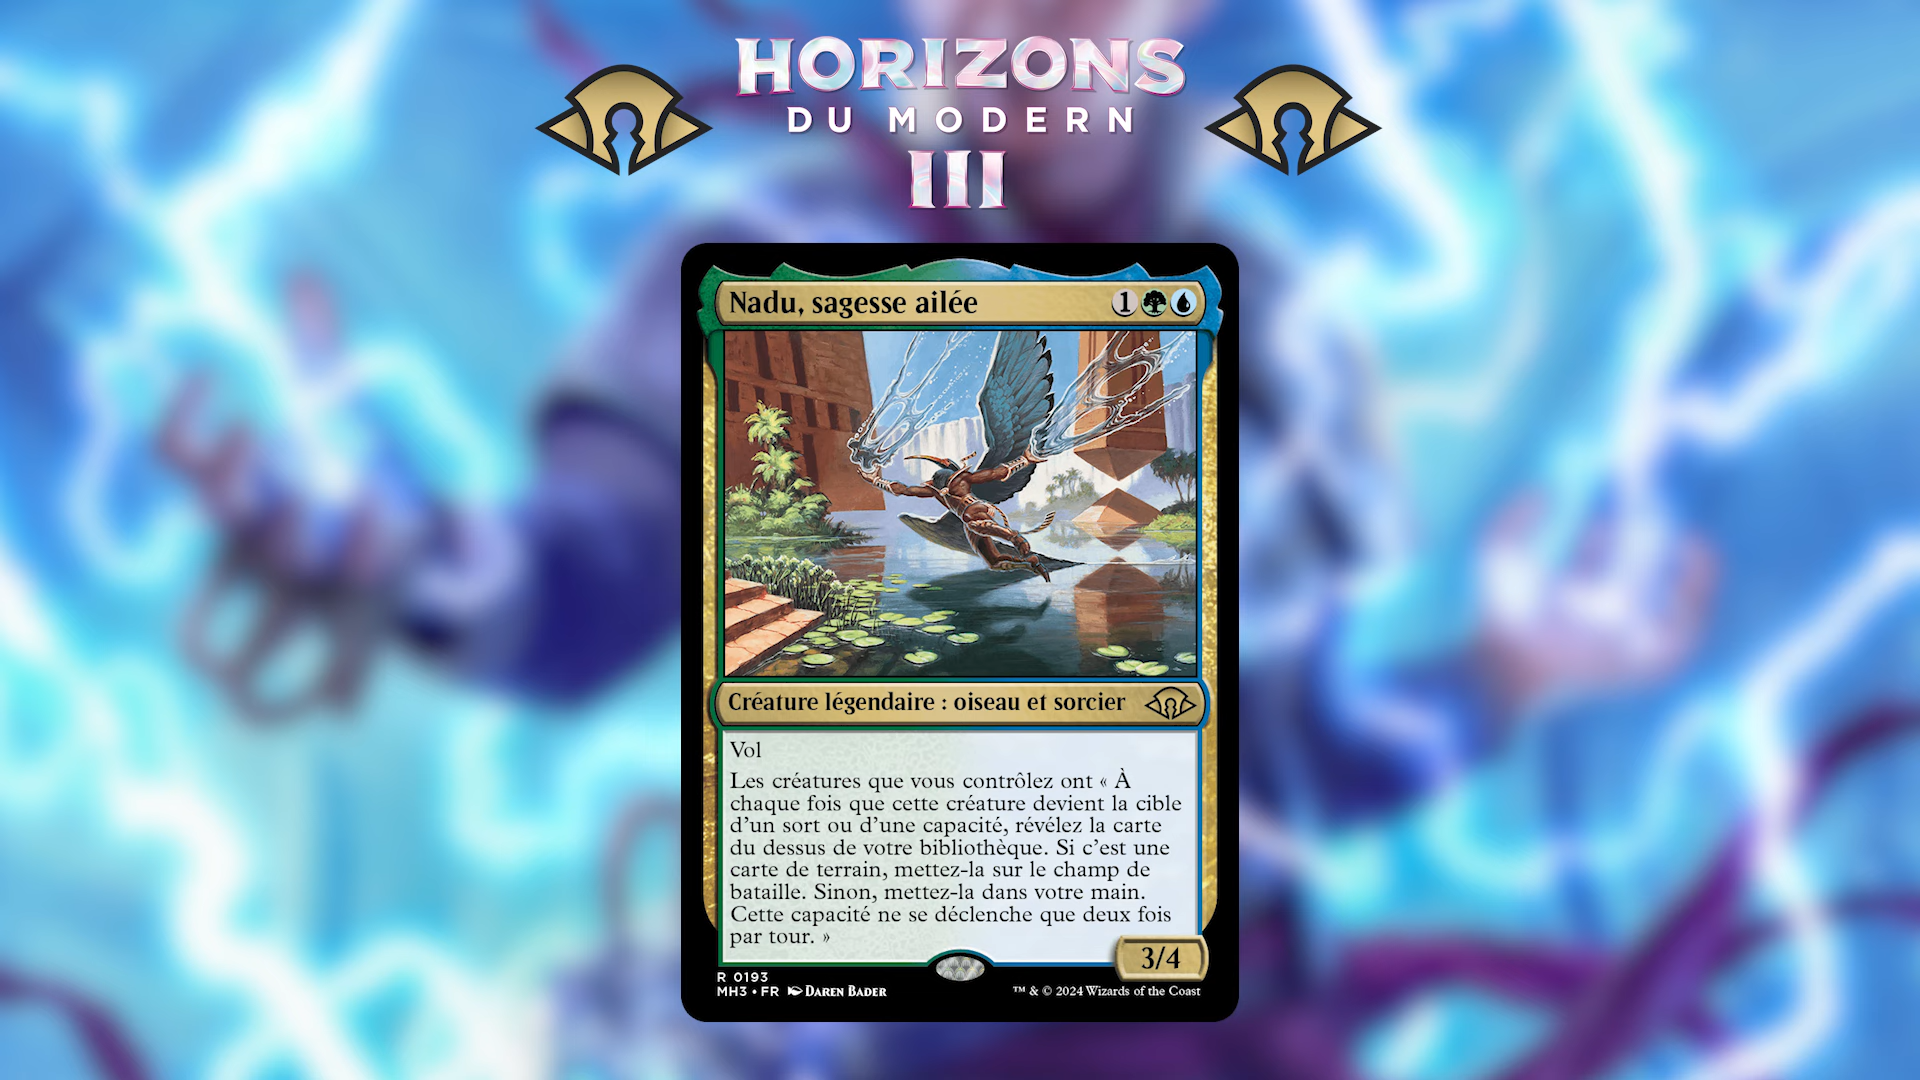 HORIZONS
DU MODERN
III
Nadu, sagesse ailée 1
Créature légendaire : oiseau et sorcier
Vol
Les créatures que vous contrôlez ont « À
chaque fois que cette créature devient la cible
d'un sort ou d'une capacité, révélez la carte
du dessus de votre bibliothèque. Si c'est une
carte de terrain, mettez-la sur le champ de
bataille. Sinon, mettez-la dans votre main.
Cette capacité ne se déclenche que deux fois
par tour. »
3/4
R 0193
MH3 • FR DAREN BADER
™ & © 2024 Wizards of the Coast